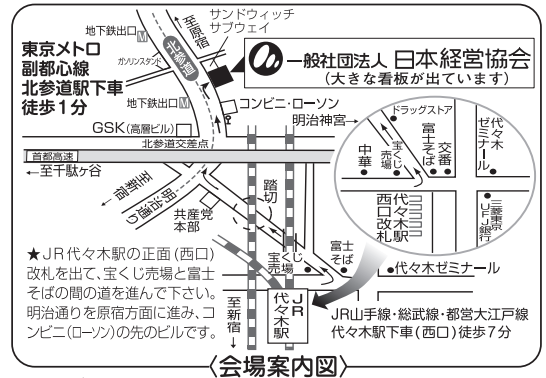 サンドウィッチ
サブウェイ
地下鉄出口 M
至原宿
東京メトロ
副都心線
北参道駅下車
徒歩1分
ガソリンスタンド
北参道
一般社団法人 日本経営協会
(大きな看板が出ています)
地下鉄出口 M
コンビニ・ローソン
GSK(高層ビル)
北参道交差点
首都高速
←至千駄ケ谷
至新宿
明治通り
明治神宮→
ドラッグストア
代々木ゼミナール
中華
宝くじ売場
富士そば
交番
代々木駅
西口改札
三菱東京UFJ銀行
踏切
共産党
本部
宝くじ
売場
富士
そば
代々木ゼミナール
★JR代々木駅の正面(西口)
改札を出て、宝くじ売場と富士
そばの間の道を進んで下さい。
明治通りを原宿方面に進み、コ
ンビニ(ローソン)の先のビルです。
至新宿
↓
JR
代々木駅
JR山手線・総武線・都営大江戸線
代々木駅下車(西口)徒歩7分
〈会場案内図〉